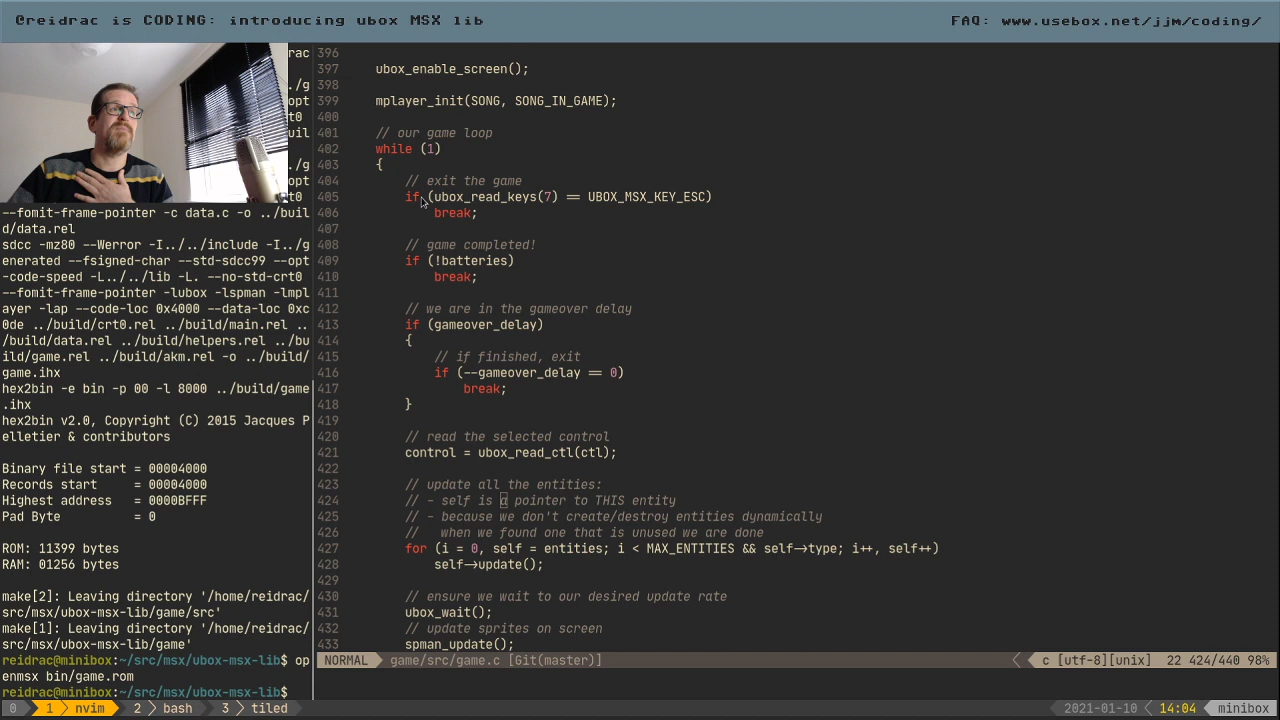 @reidrac is CODING: introducing ubox MSX lib
FAQ: www.usebox.net/jjm/coding/
rac
./g
opt
t0
uil
./g
opt
rt0
--fomit-frame-pointer -c data.c -o ../buil
d/data.rel
sdcc -mz80 --Werror -I../../include -I../g
enerated --fsigned-char --std-sdcc99 --opt
-code-speed -L../../lib -L. --no-std-crt0
--fomit-frame-pointer -lubox -lspman -lmpl
ayer -lap --code-loc 0x4000 --data-loc 0xc
0de ../build/crt0.rel ../build/main.rel ..
/build/data.rel ../build/helpers.rel ../bu
ild/game.rel ../build/akm.rel -o ../build/
game.ihx
hex2bin -e bin -p 00 -l 8000 ../build/game
.ihx
hex2bin v2.0, Copyright (C) 2015 Jacques P
elletier & contributors
Binary file start = 00004000
Records start    = 00004000
Highest address  = 0000BFFF
Pad Byte         = 0
ROM: 11399 bytes
RAM: 01256 bytes
make[2]: Leaving directory '/home/reidrac/
src/msx/ubox-msx-lib/game/src'
make[1]: Leaving directory '/home/reidrac/
src/msx/ubox-msx-lib/game'
reidrac@minibox:~/src/msx/ubox-msx-lib$ op
enmsx bin/game.rom
reidrac@minibox:~/src/msx/ubox-msx-lib$
396
397 ubox_enable_screen();
398
399 mplayer_init(SONG, SONG_IN_GAME);
400
401 // our game loop
402 while (1)
403 {
404 // exit the game
405 if (ubox_read_keys(7) == UBOX_MSX_KEY_ESC)
406 break;
407
408 // game completed!
409 if (!batteries)
410 break;
411
412 // we are in the gameover delay
413 if (gameover_delay)
414 {
415 // if finished, exit
416 if (--gameover_delay == 0)
417 break;
418 }
419
420 // read the selected control
421 control = ubox_read_ctl(ctl);
422
423 // update all the entities:
424 // - self is a pointer to THIS entity
425 // - because we don't create/destroy entities dynamically
426 //   when we found one that is unused we are done
427 for (i = 0, self = entities; i < MAX_ENTITIES && self->type; i++, self++)
428 self->update();
429
430 // ensure we wait to our desired update rate
431 ubox_wait();
432 // update sprites on screen
433 spman_update();
NORMAL game/src/game.c [Git(master)] c [utf-8][unix] 22 424/440 98%
0 1 nvim 2 bash 3 tiled 2021-01-10 14:04 minibox